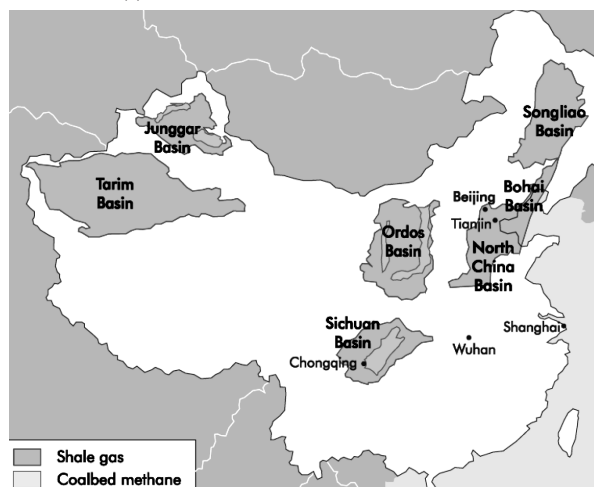 Songliao
Basin
Junggar
Basin
Tarim
Basin
Beijing
Bohai
Basin
Tianjin
Ordos
Basin
North
China
Basin
Sichuan
Basin
Shanghai
Wuhan
Chongqing
Shale gas
Coalbed methane